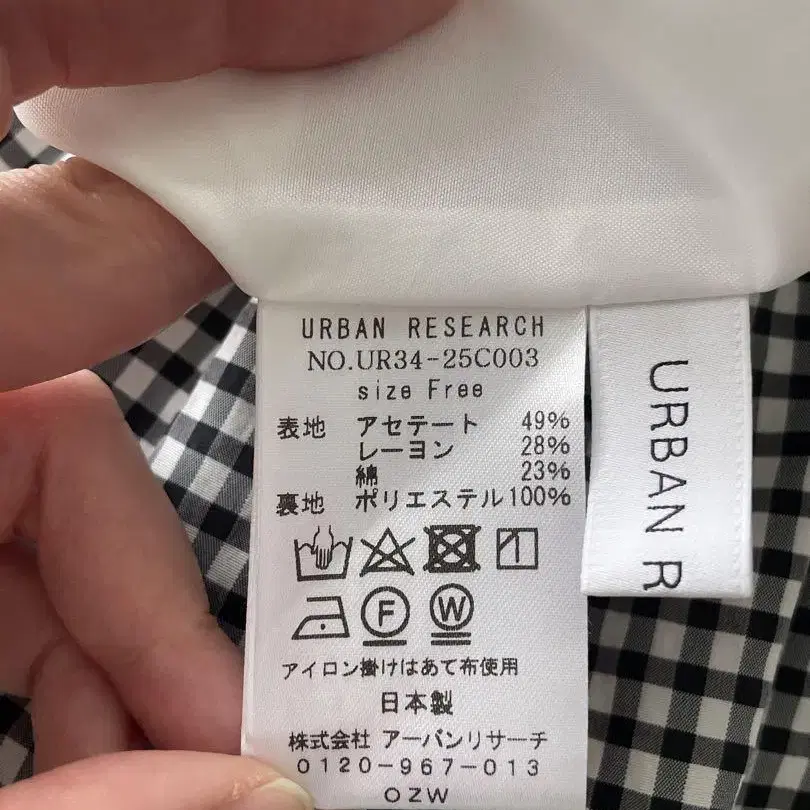 URBAN RESEARCH
NO.UR34-25C003
size Free
表地 アセテート 49%
レーヨン 28%
綿 23%
裏地 ポリエステル100%
F W
アイロン掛けはあて布使用
日本製
株式会社 アーバンリサーチ
0120-967-013
OZW
URBAN R